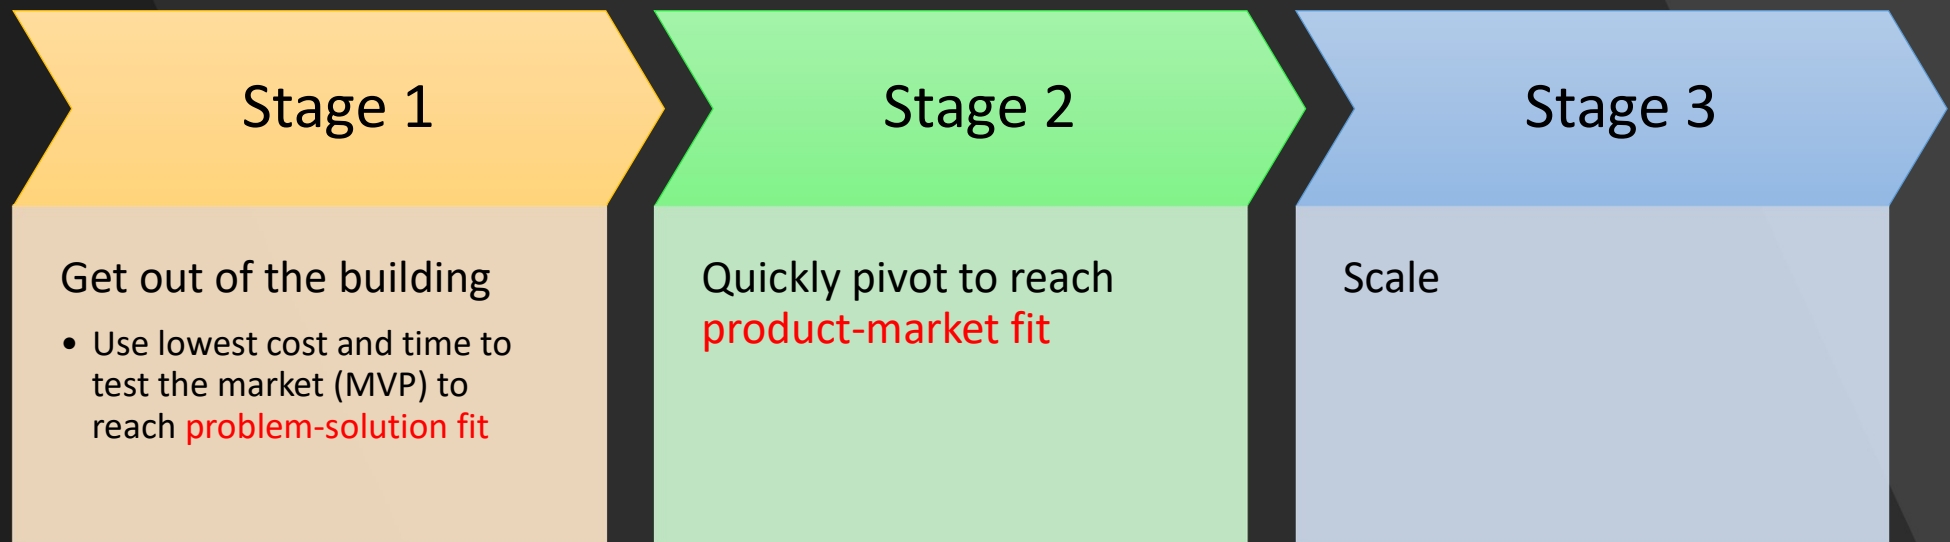 Stage 1
Get out of the building
• Use lowest cost and time to
test the market (MVP) to
reach problem-solution fit
Stage 2
Quickly pivot to reach
product-market fit
Stage 3
Scale